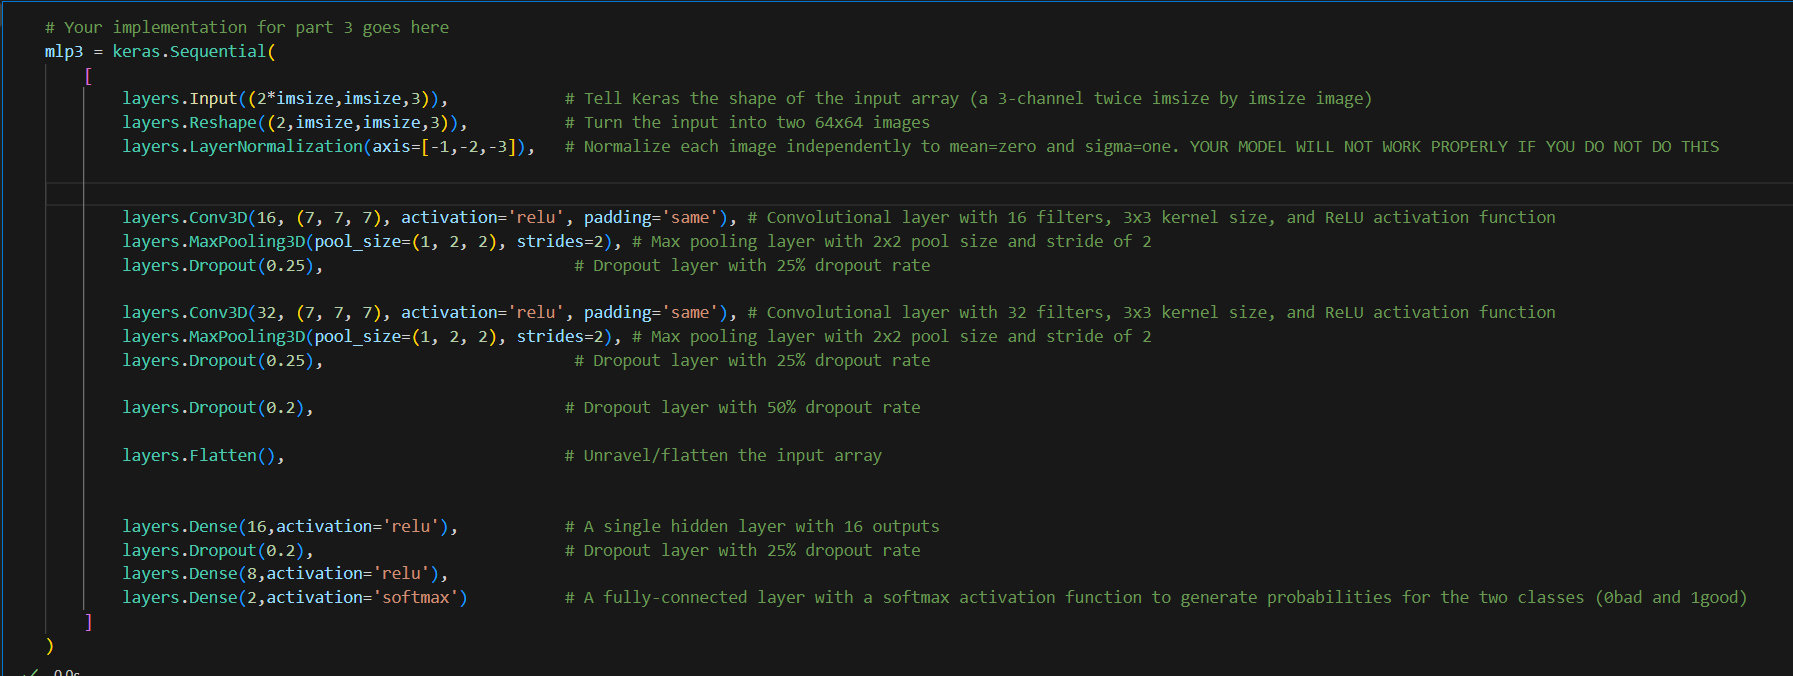 # Your implementation for part 3 goes here
mlp3 = keras.Sequential(
[
layers.Input((2*imsize,imsize,3)), # Tell Keras the shape of the input array (a 3-channel twice imsize by imsize image)
layers.Reshape((2,imsize,imsize,3)), # Turn the input into two 64x64 images
layers.LayerNormalization(axis=[-1,-2,-3]), # Normalize each image independently to mean=zero and sigma=one. YOUR MODEL WILL NOT WORK PROPERLY IF YOU DO NOT DO THIS
layers.Conv3D(16, (7, 7, 7), activation='relu', padding='same'), # Convolutional layer with 16 filters, 3x3 kernel size, and ReLU activation function
layers.MaxPooling3D(pool_size=(1, 2, 2), strides=2), # Max pooling layer with 2x2 pool size and stride of 2
layers.Dropout(0.25), # Dropout layer with 25% dropout rate
layers.Conv3D(32, (7, 7, 7), activation='relu', padding='same'), # Convolutional layer with 32 filters, 3x3 kernel size, and ReLU activation function
layers.MaxPooling3D(pool_size=(1, 2, 2), strides=2), # Max pooling layer with 2x2 pool size and stride of 2
layers.Dropout(0.25), # Dropout layer with 25% dropout rate
layers.Dropout(0.2), # Dropout layer with 50% dropout rate
layers.Flatten(), # Unravel/flatten the input array
layers.Dense(16,activation='relu'), # A single hidden layer with 16 outputs
layers.Dropout(0.2), # Dropout layer with 25% dropout rate
layers.Dense(8,activation='relu'),
layers.Dense(2,activation='softmax') # A fully-connected layer with a softmax activation function to generate probabilities for the two classes (0bad and 1good)
]
)